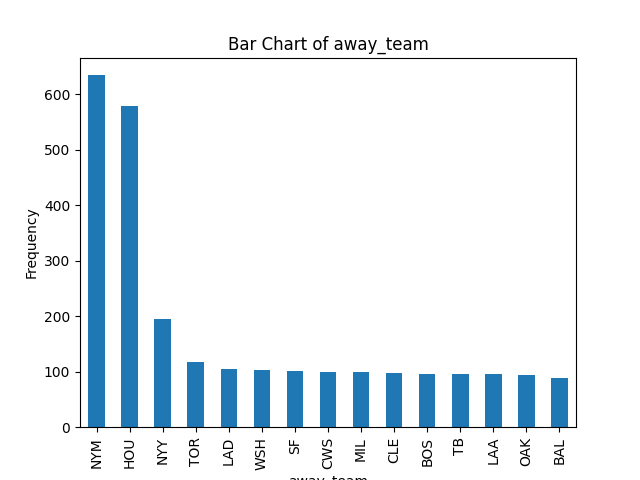 Bar Chart of away_team
Frequency
600
500
400
300
200
100
0
NYM
HOU
NYY
TOR
LAD
WSH
SF
CWS
MIL
CLE
BOS
TB
LAA
OAK
BAL
away_team